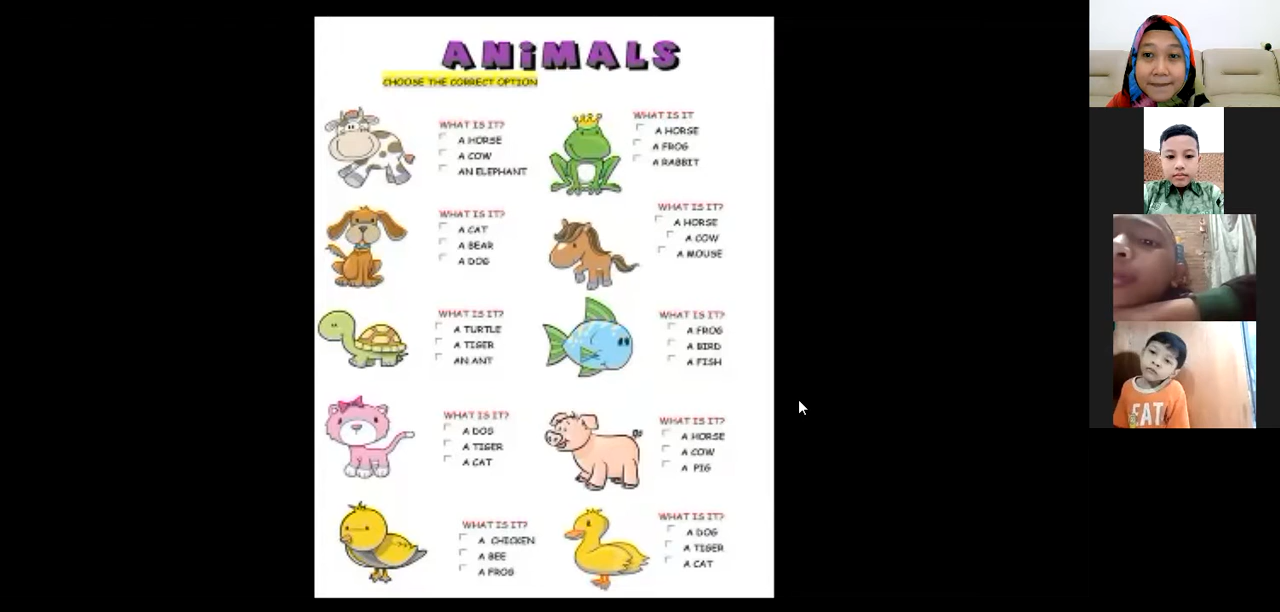 ANiMALS
CHOOSE THE CORRECT OPTION
WHAT IS IT?
A HORSE
A COW
AN ELEPHANT
WHAT IS IT
A HORSE
A FROG
A RABBIT
WHAT IS IT?
A CAT
A BEAR
A DOG
WHAT IS IT?
A HORSE
A COW
A MOUSE
WHAT IS IT?
A TURTLE
A TIGER
AN ANT
WHAT IS IT?
A FROG
A BIRD
A FISH
WHAT IS IT?
A DOG
A TIGER
A CAT
WHAT IS IT?
A HORSE
A COW
A PIG
WHAT IS IT?
A CHICKEN
A BEE
A FROG
WHAT IS IT?
A DOG
A TIGER
A CAT
EAT